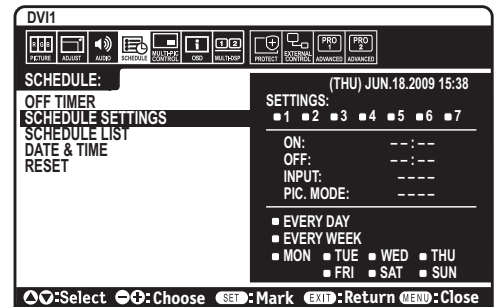 DVI1
RGB
PICTURE ADJUST AUDIO SCHEDULE MULTI-PIC CONTROL OSD MULTI-DSP PROTECT EXTERNAL CONTROL PRO 1 ADVANCED PRO 2 ADVANCED
SCHEDULE:
OFF TIMER
SCHEDULE SETTINGS
SCHEDULE LIST
DATE & TIME
RESET
(THU) JUN.18.2009 15:38
SETTINGS:
1 2 3 4 5 6 7
ON: --:--
OFF: --:--
INPUT: ----
PIC. MODE: ----
EVERY DAY
EVERY WEEK
MON TUE WED THU
FRI SAT SUN
:Select :Choose SET:Mark EXIT:Return MENU:Close